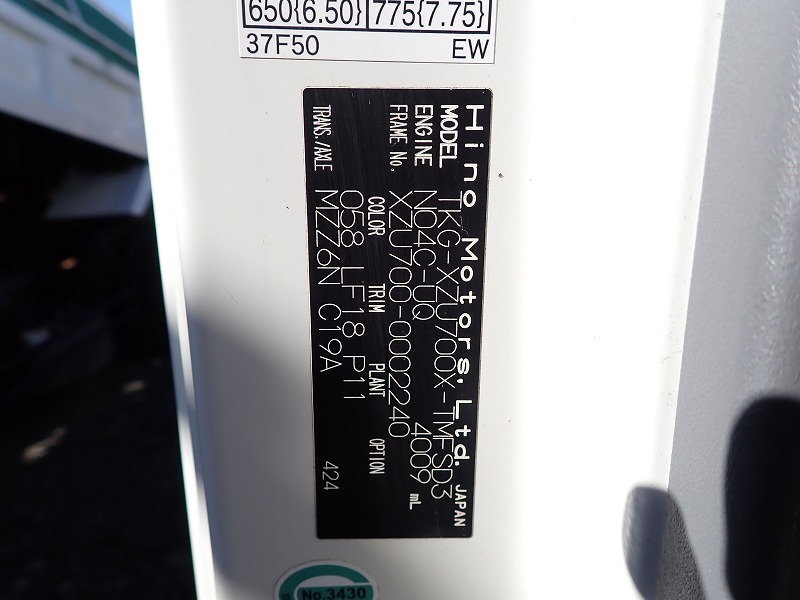 650{6.50} 775{7.75}
37F50 EW
Hino Motors, Ltd. JAPAN
MODEL TKG-XZU700X-TMFSD3
ENGINE NO4C-UQ 4009 mL
FRAME No. XZU700-0002240
COLOR TRIM PLANT OPTION
058 LF18 P11
TRANS./AXLE MZZ6N C19A 424
No.3430